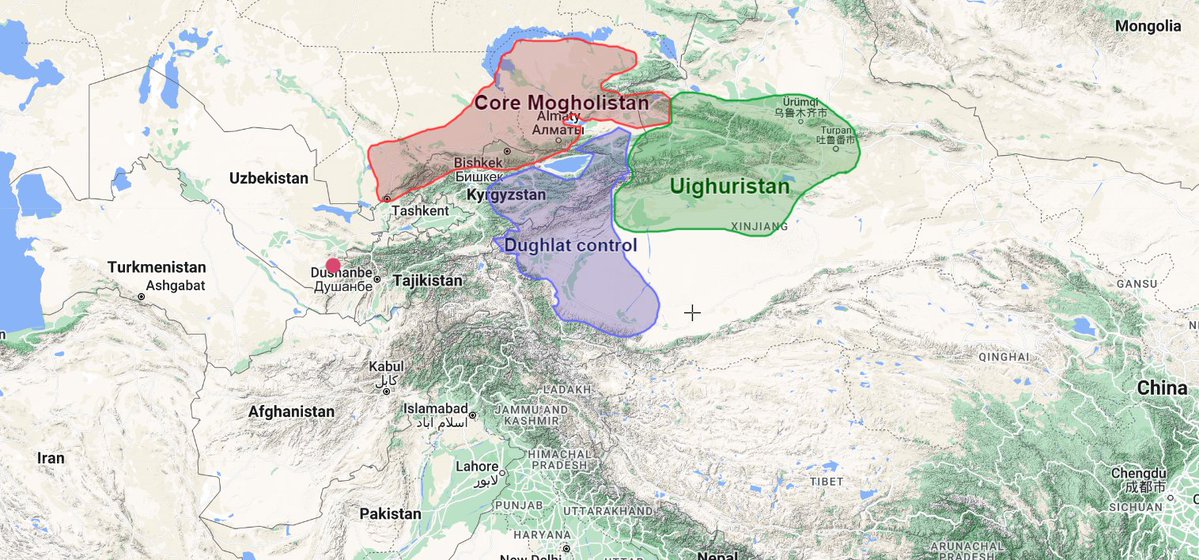 Mongolia
Core Mogholistan
Almaty
Алматы
Ürümqi
乌鲁木齐市
Turpan
吐鲁番市
Bishkek
Бишкек
Uzbekistan
Kyrgyzstan
Uighuristan
Tashkent
XINJIANG
Dughlat control
Turkmenistan
Ashgabat
Dushanbe
Душанбе
Tajikistan
GANSU
QINGHAI
Kabul
کابل
LADAKH
China
Afghanistan
Islamabad
اسلام آباد
JAMMU AND
KASHMIR
Iran
HIMACHAL
PRADESH
Lahore
لاہور
Chengdu
成都市
TIBET
PUNJAB
UTTARAKHAND
SICHUAN
Pakistan
HARYANA
New Delhi
Nepal
ARUNACHAL
PRADESH